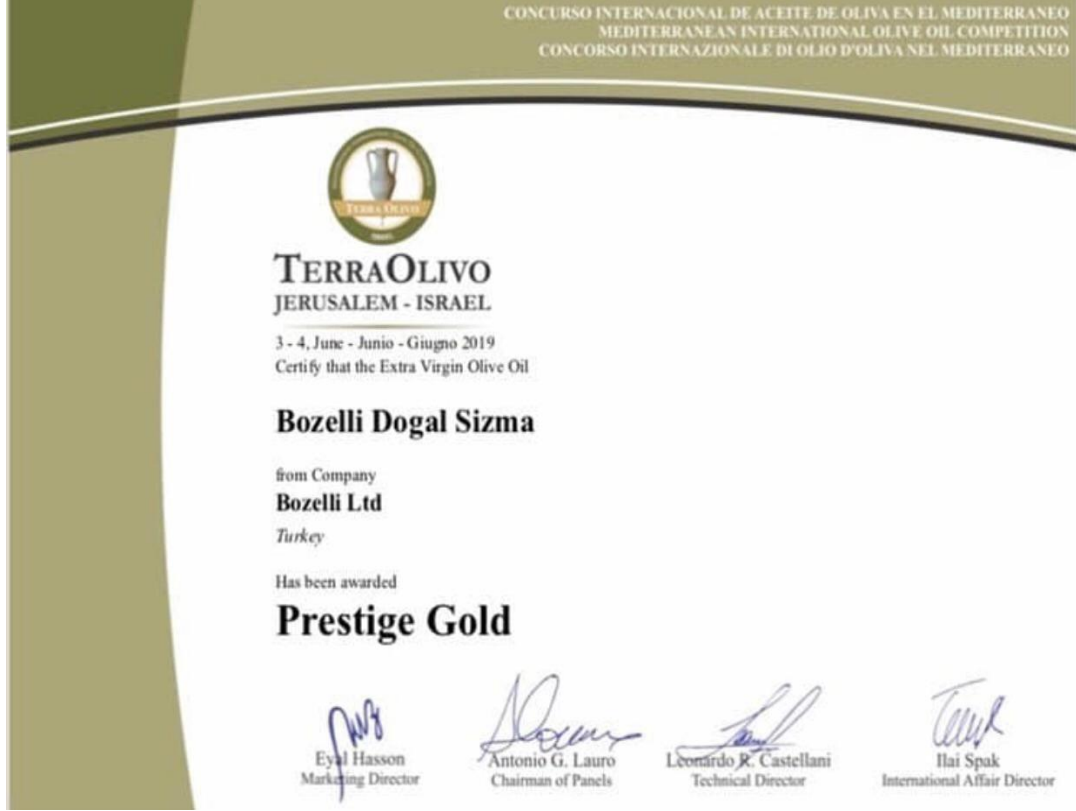 CONCURSO INTERNACIONAL DE ACEITE DE OLIVA EN EL MEDITERRANEO
MEDITERRANEAN INTERNATIONAL OLIVE OIL COMPETITION
CONCORSO INTERNAZIONALE DI OLIO D'OLIVA NEL MEDITERRANEO
TERRA OLIVO
TERRAOLIVO
JERUSALEM - ISRAEL
3 - 4, June - Junio - Giugno 2019
Certify that the Extra Virgin Olive Oil
Bozelli Dogal Sizma
from Company
Bozelli Ltd
Turkey
Has been awarded
Prestige Gold
Eyal Hasson
Marketing Director
Antonio G. Lauro
Chairman of Panels
Leonardo R. Castellani
Technical Director
Ilai Spak
International Affair Director